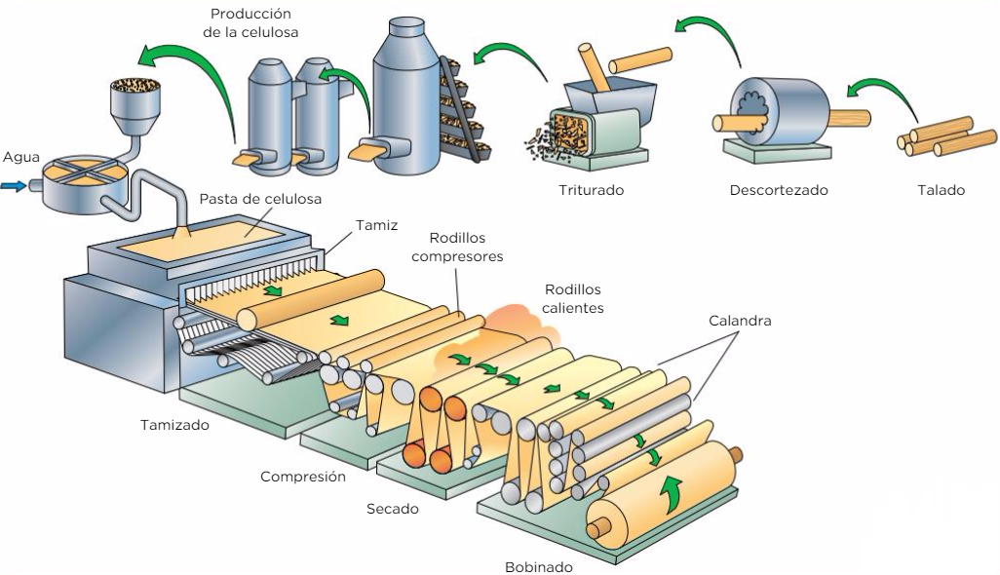 Producción
de la celulosa
Agua
Triturado
Descortezado
Talado
Pasta de celulosa
Tamiz
Rodillos
compresores
Rodillos
calientes
Calandra
Tamizado
Compresión
Secado
Bobinado